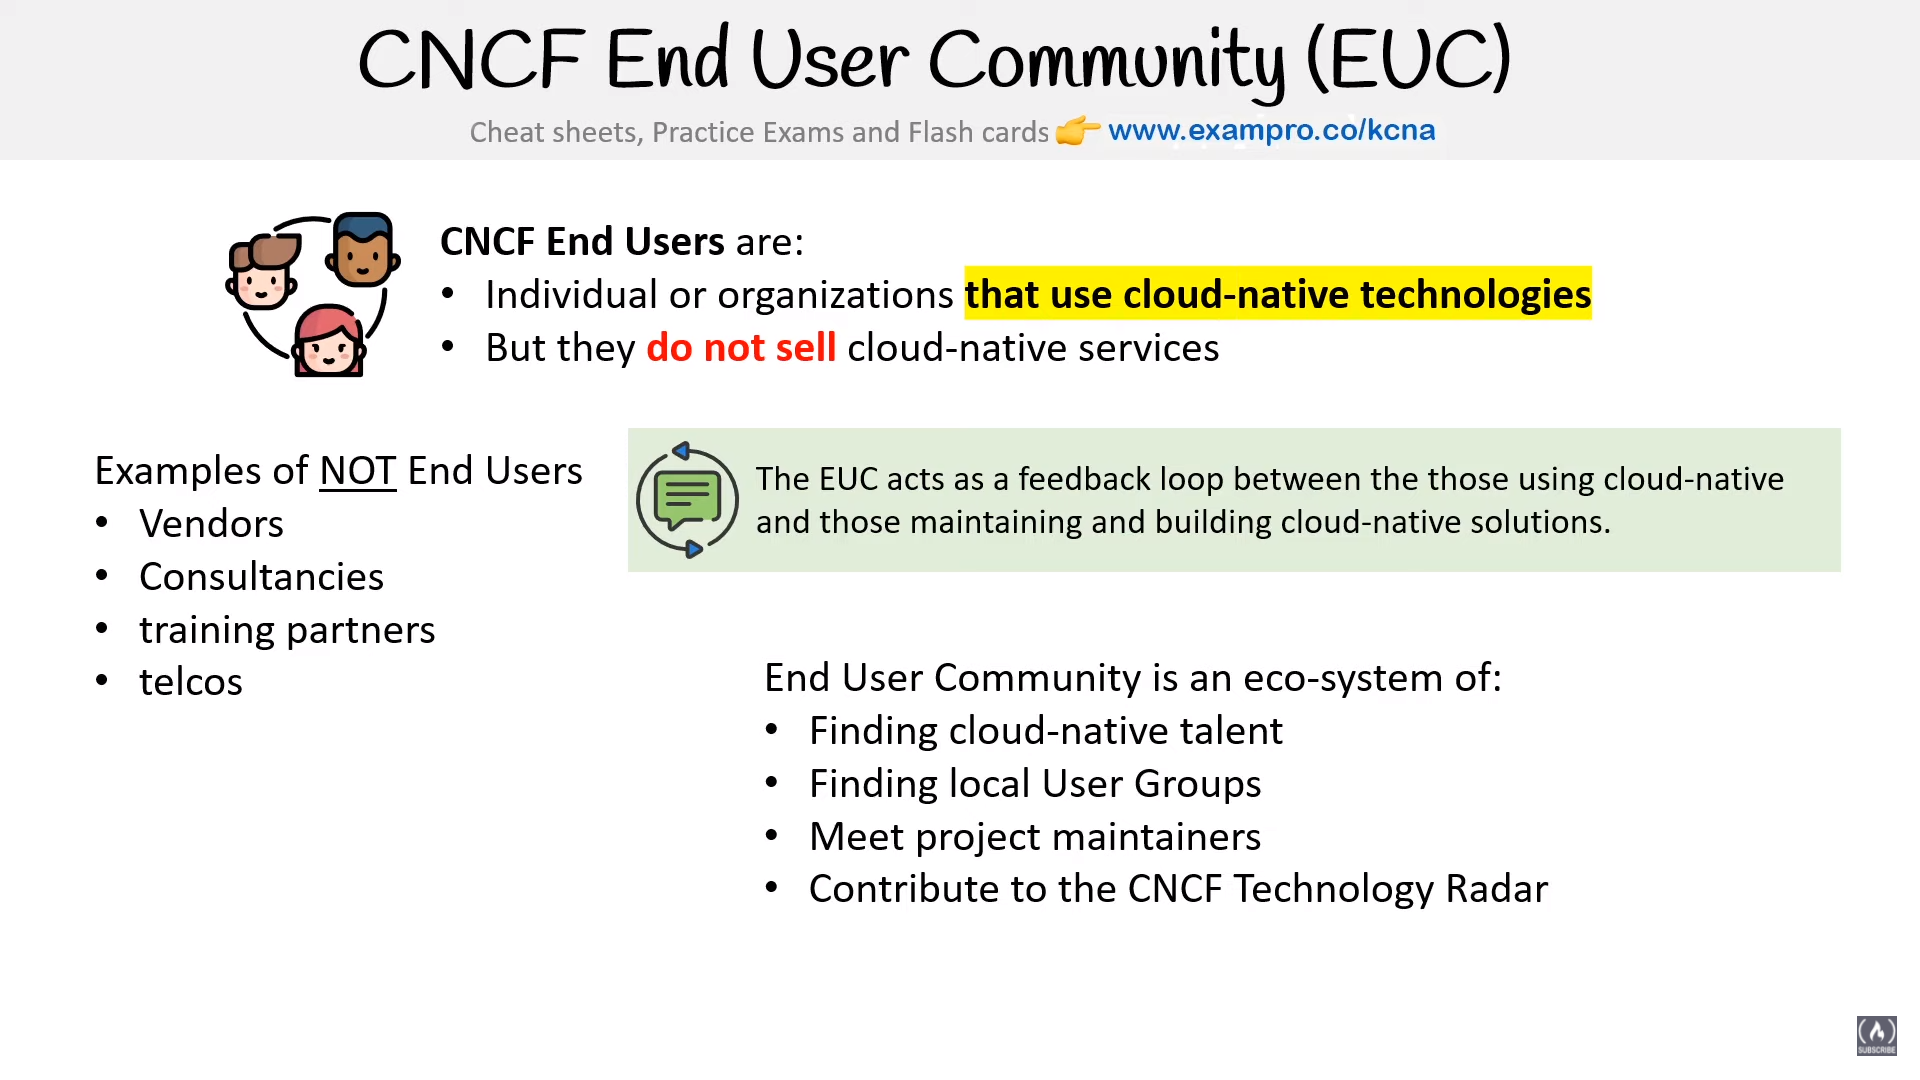 CNCF End User Community (EUC)
Cheat sheets, Practice Exams and Flash cards 👉 www.exampro.co/kcna
CNCF End Users are:
• Individual or organizations that use cloud-native technologies
• But they do not sell cloud-native services
Examples of NOT End Users
• Vendors
• Consultancies
• training partners
• telcos
The EUC acts as a feedback loop between the those using cloud-native
and those maintaining and building cloud-native solutions.
End User Community is an eco-system of:
• Finding cloud-native talent
• Finding local User Groups
• Meet project maintainers
• Contribute to the CNCF Technology Radar
SUBSCRIBE